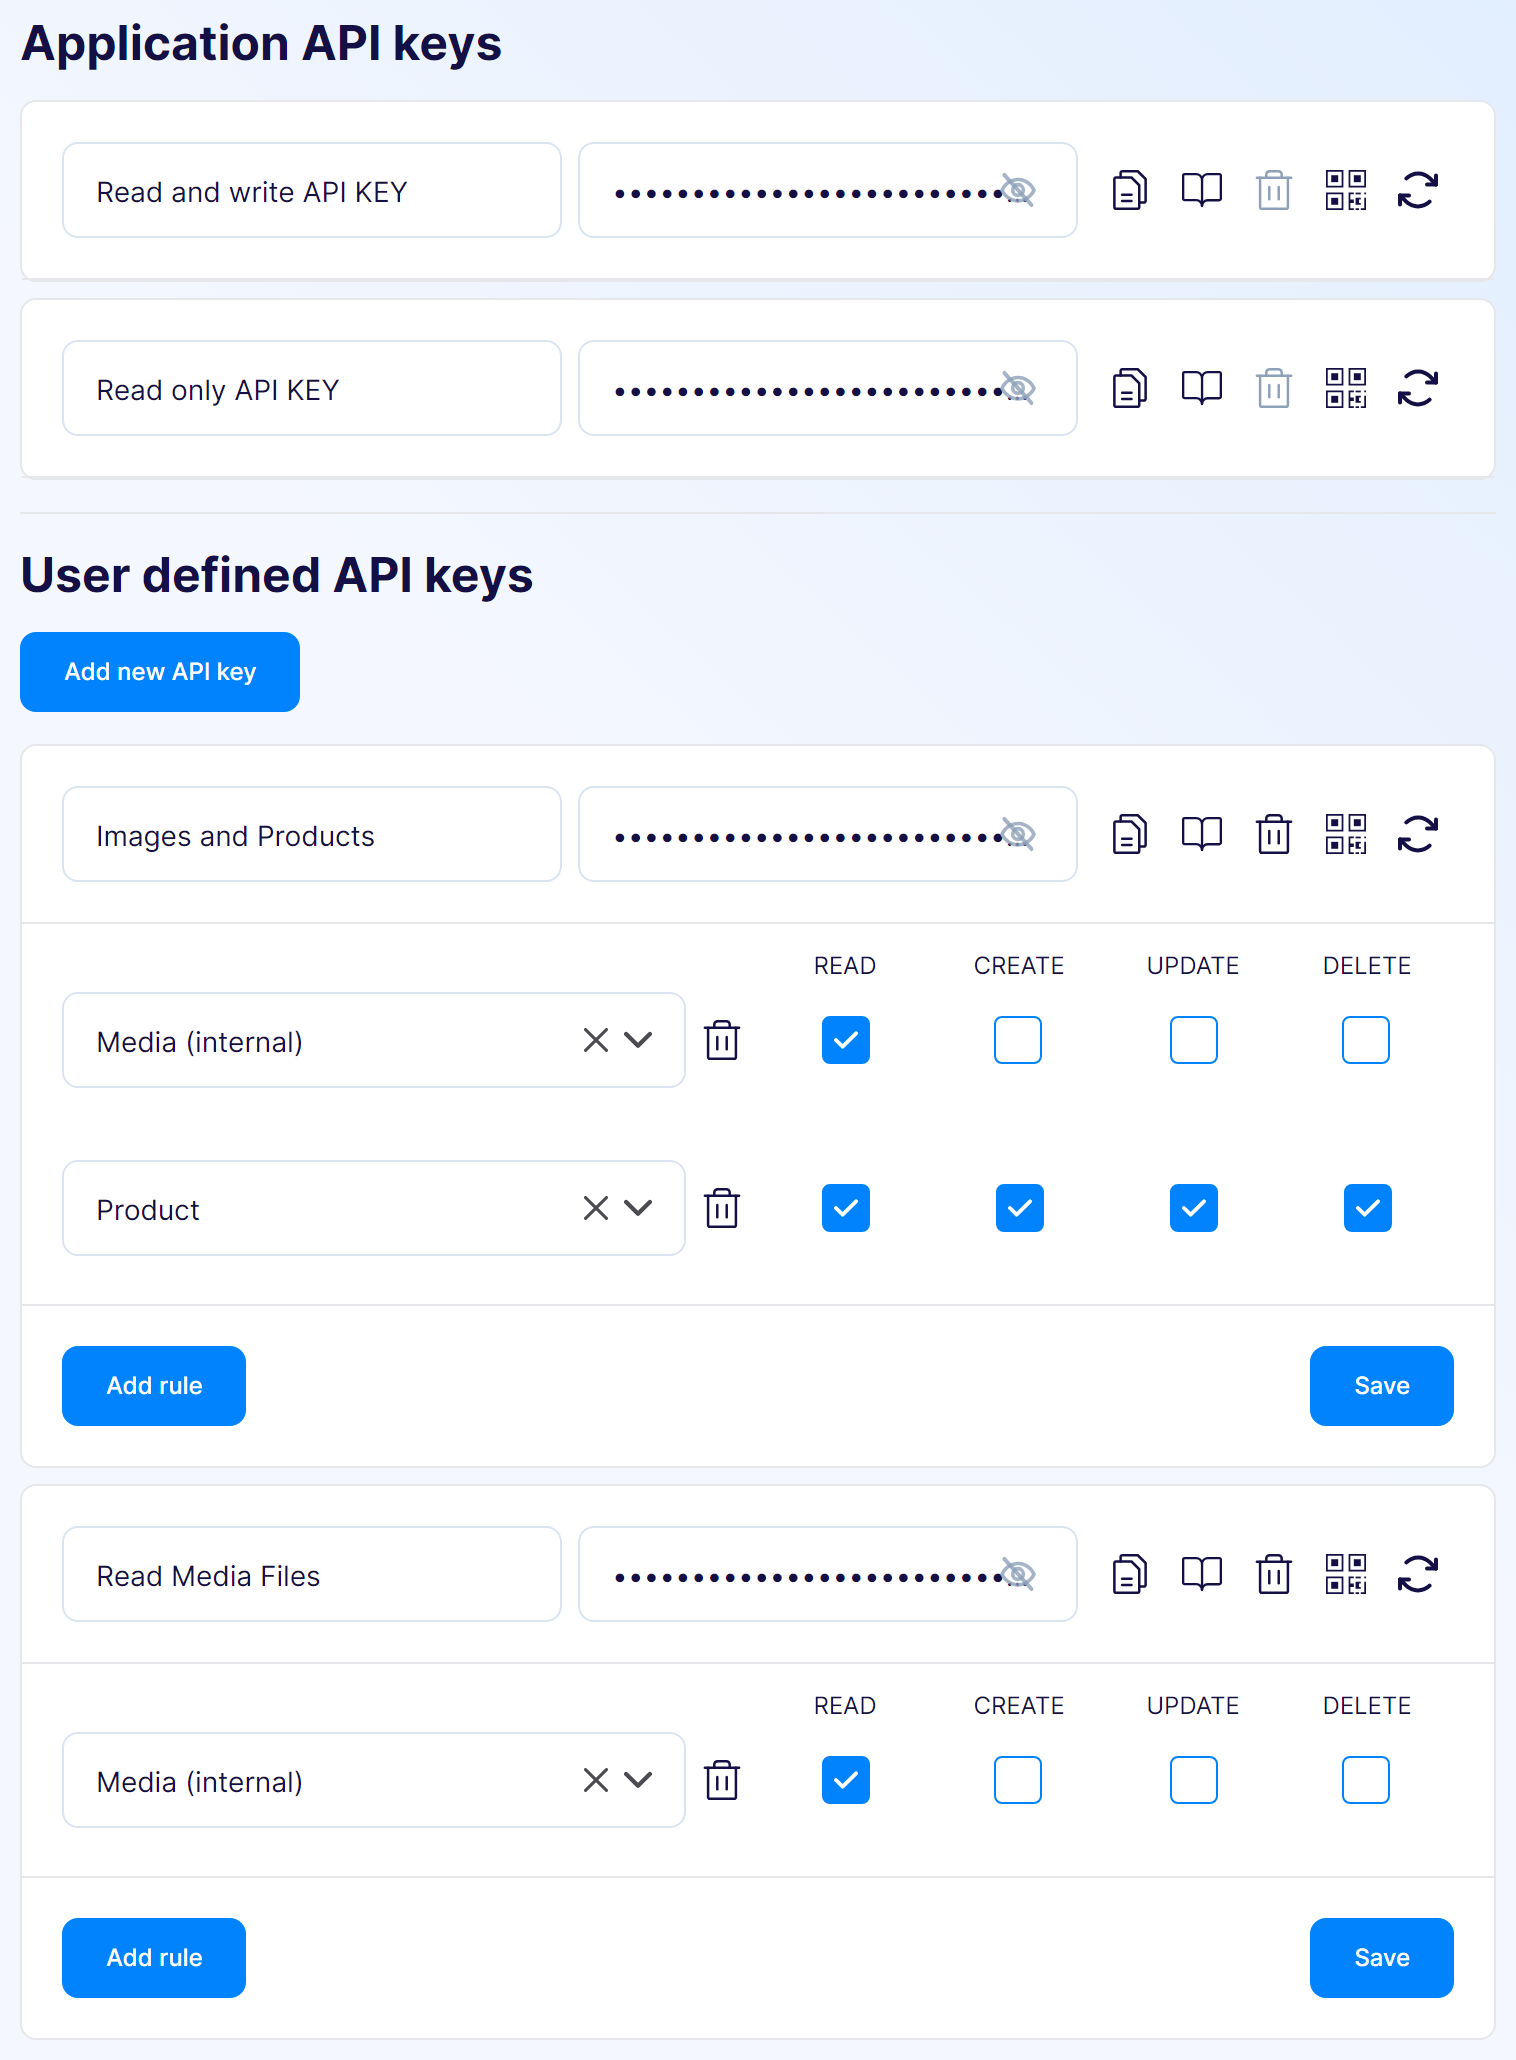 Application API keys
Read and write API KEY
Read only API KEY
User defined API keys
Add new API key
Images and Products
READ CREATE UPDATE DELETE
Media (internal)
Product
Add rule Save
Read Media Files
READ CREATE UPDATE DELETE
Media (internal)
Add rule Save